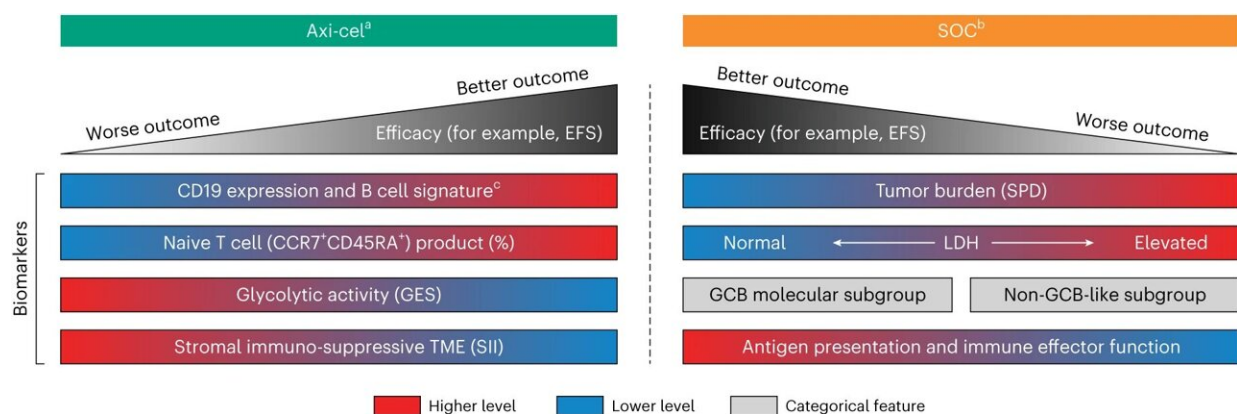 Axi-celᵃ
SOCᵇ
Worse outcome
Better outcome
Efficacy (for example, EFS)
Better outcome
Worse outcome
Efficacy (for example, EFS)
Biomarkers
CD19 expression and B cell signatureᶜ
Naive T cell (CCR7⁺CD45RA⁺) product (%)
Glycolytic activity (GES)
Stromal immuno-suppressive TME (SII)
Tumor burden (SPD)
Normal ← LDH → Elevated
GCB molecular subgroup
Non-GCB-like subgroup
Antigen presentation and immune effector function
Higher level
Lower level
Categorical feature